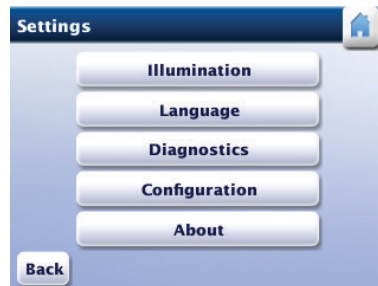 Settings
Illumination
Language
Diagnostics
Configuration
About
Back